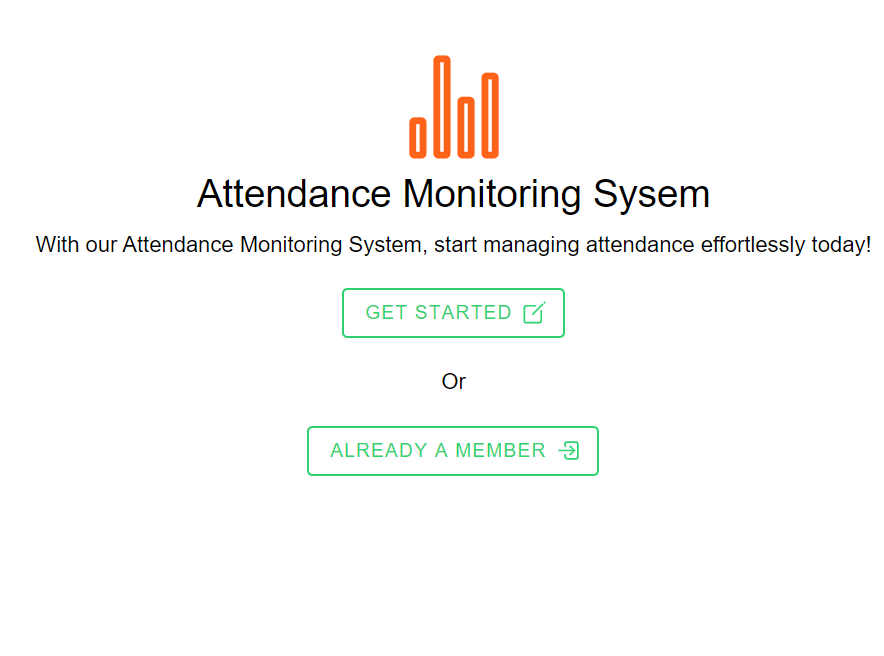 Attendance Monitoring Sysem
With our Attendance Monitoring System, start managing attendance effortlessly today!
GET STARTED
Or
ALREADY A MEMBER